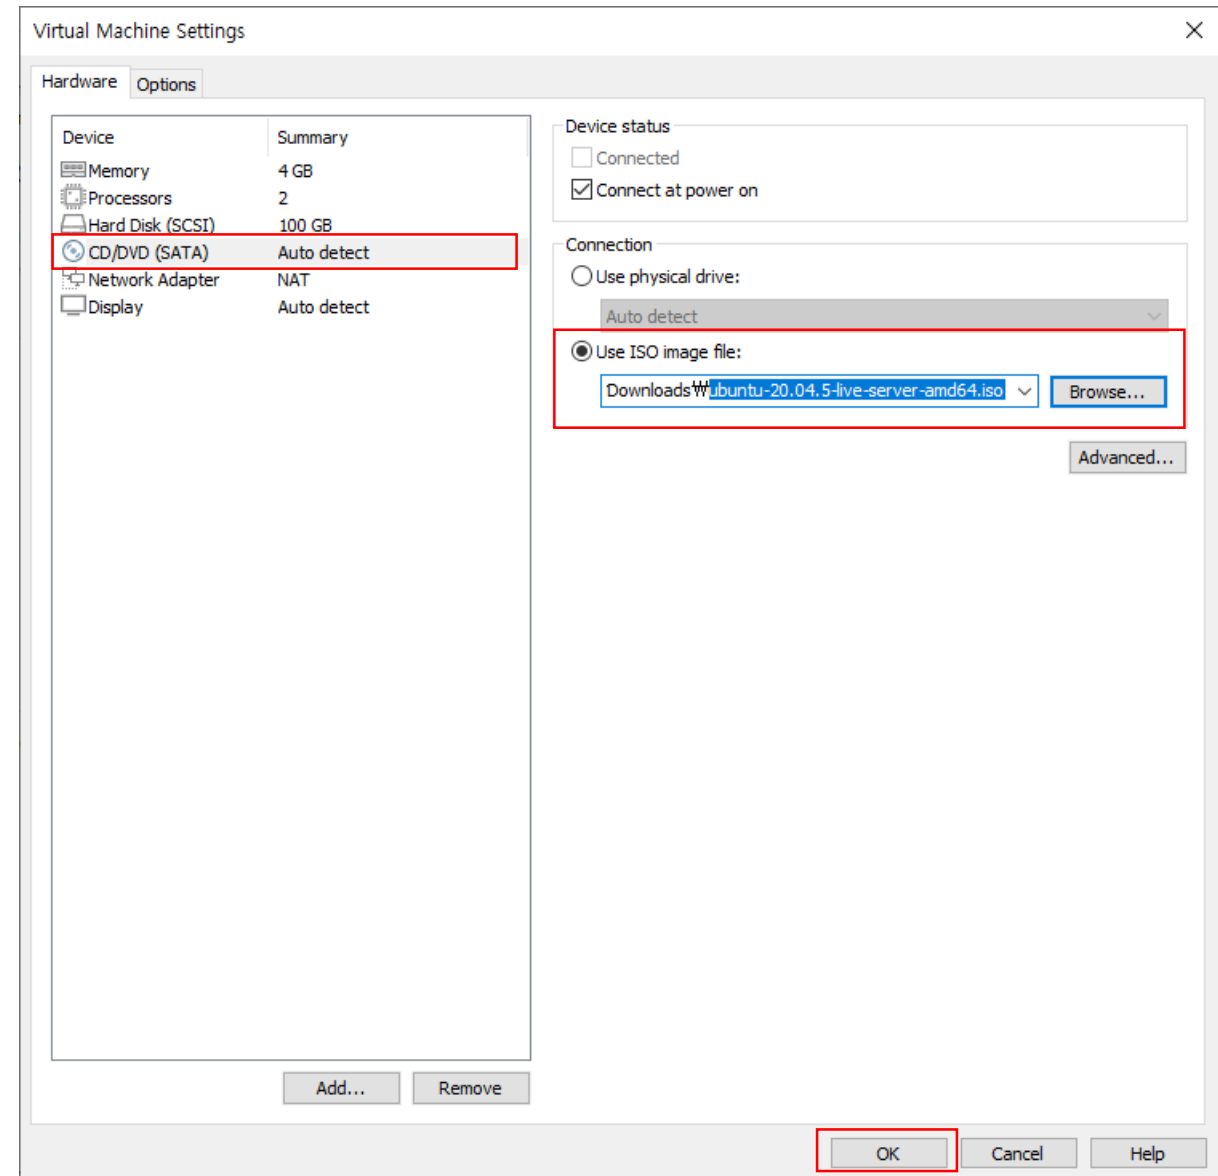 Virtual Machine Settings
Hardware Options
Device Summary
Memory 4 GB
Processors 2
Hard Disk (SCSI) 100 GB
CD/DVD (SATA) Auto detect
Network Adapter NAT
Display Auto detect
Add... Remove
Device status
Connected
Connect at power on
Connection
Use physical drive:
Auto detect
Use ISO image file:
Downloads₩ubuntu-20.04.5-live-server-amd64.iso Browse...
Advanced...
OK Cancel Help